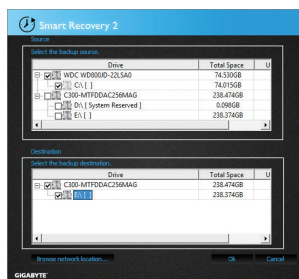 Smart Recovery 2
Source
Select the backup source.
Drive Total Space U
WDC WD800JD-22LSA0 74.530GB
C:\ [ ] 74.015GB
C300-MTFDDAC256MAG 238.474GB
D:\ [ System Reserved ] 0.098GB
E:\ [ ] 238.374GB
Destination
Select the backup destination.
Drive Total Space U
C300-MTFDDAC256MAG 238.474GB
E:\ [ ] 238.374GB
Browse network location.... Ok Cancel
GIGABYTE